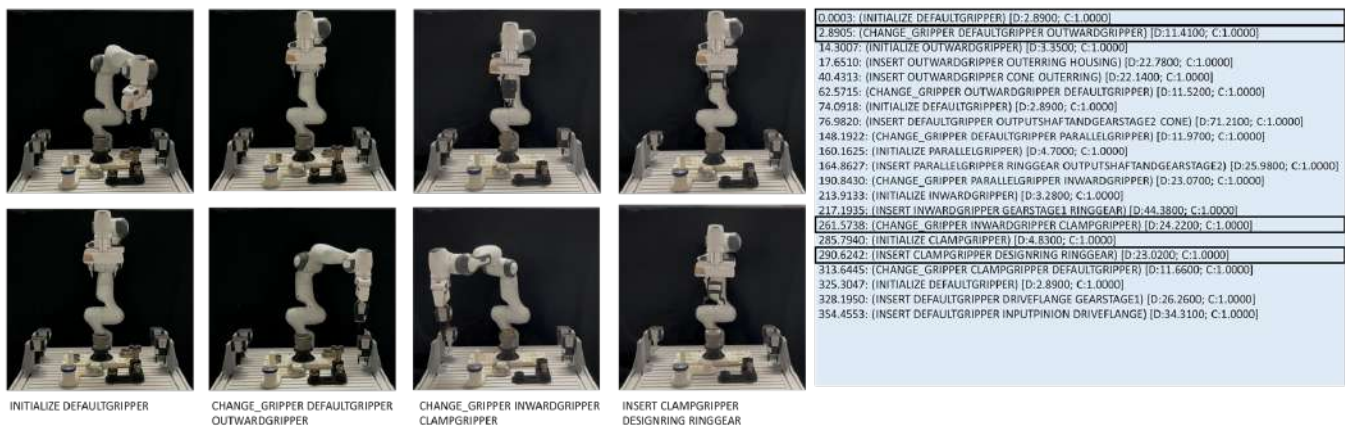 0.0003: (INITIALIZE DEFAULTGRIPPER) [D:2.8900; C:1.0000]
2.8905: (CHANGE_GRIPPER DEFAULTGRIPPER OUTWARDGRIPPER) [D:11.4100; C:1.0000]
14.3007: (INITIALIZE OUTWARDGRIPPER) [D:3.3500; C:1.0000]
17.6510: (INSERT OUTWARDGRIPPER OUTERRING HOUSING) [D:22.7800; C:1.0000]
40.4313: (INSERT OUTWARDGRIPPER CONE OUTERRING) [D:22.1400; C:1.0000]
62.5715: (CHANGE_GRIPPER OUTWARDGRIPPER DEFAULTGRIPPER) [D:11.5200; C:1.0000]
74.0918: (INITIALIZE DEFAULTGRIPPER) [D:2.8900; C:1.0000]
76.9820: (INSERT DEFAULTGRIPPER OUTPUTSHAFTANDGEARSTAGE2 CONE) [D:71.2100; C:1.0000]
148.1922: (CHANGE_GRIPPER DEFAULTGRIPPER PARALLELGRIPPER) [D:11.9700; C:1.0000]
160.1625: (INITIALIZE PARALLELGRIPPER) [D:4.7000; C:1.0000]
164.8627: (INSERT PARALLELGRIPPER RINGGEAR OUTPUTSHAFTANDGEARSTAGE2) [D:25.9800; C:1.0000]
190.8430: (CHANGE_GRIPPER PARALLELGRIPPER INWARDGRIPPER) [D:23.0700; C:1.0000]
213.9133: (INITIALIZE INWARDGRIPPER) [D:3.2800; C:1.0000]
217.1935: (INSERT INWARDGRIPPER GEARSTAGE1 RINGGEAR) [D:44.3800; C:1.0000]
261.5738: (CHANGE_GRIPPER INWARDGRIPPER CLAMPGRIPPER) [D:24.2200; C:1.0000]
285.7940: (INITIALIZE CLAMPGRIPPER) [D:4.8300; C:1.0000]
290.6242: (INSERT CLAMPGRIPPER DESIGNRING RINGGEAR) [D:23.0200; C:1.0000]
313.6445: (CHANGE_GRIPPER CLAMPGRIPPER DEFAULTGRIPPER) [D:11.6600; C:1.0000]
325.3047: (INITIALIZE DEFAULTGRIPPER) [D:2.8900; C:1.0000]
328.1950: (INSERT DEFAULTGRIPPER DRIVEFLANGE GEARSTAGE1) [D:26.2600; C:1.0000]
354.4553: (INSERT DEFAULTGRIPPER INPUTPINION DRIVEFLANGE) [D:34.3100; C:1.0000]
INITIALIZE DEFAULTGRIPPER
CHANGE_GRIPPER DEFAULTGRIPPER
OUTWARDGRIPPER
CHANGE_GRIPPER INWARDGRIPPER
CLAMPGRIPPER
INSERT CLAMPGRIPPER
DESIGNRING RINGGEAR